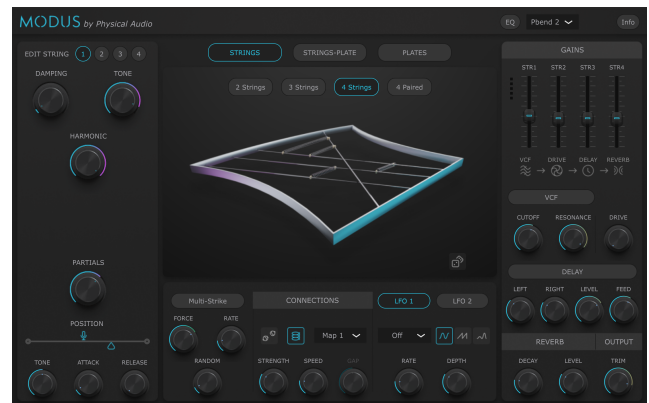 MODUS by Physical Audio
EQ Pbend 2 Info
EDIT STRING 1 2 3 4
DAMPING TONE
HARMONIC
PARTIALS
POSITION
TONE ATTACK RELEASE
STRINGS STRINGS-PLATE PLATES
2 Strings 3 Strings 4 Strings 4 Paired
Multi-Strike
FORCE RATE
RANDOM
CONNECTIONS
Map 1
STRENGTH SPEED GAP
LFO 1 LFO 2
Off
RATE DEPTH
GAINS
STR1 STR2 STR3 STR4
VCF DRIVE DELAY REVERB
VCF
CUTOFF RESONANCE DRIVE
DELAY
LEFT RIGHT LEVEL FEED
REVERB OUTPUT
DECAY LEVEL TRIM